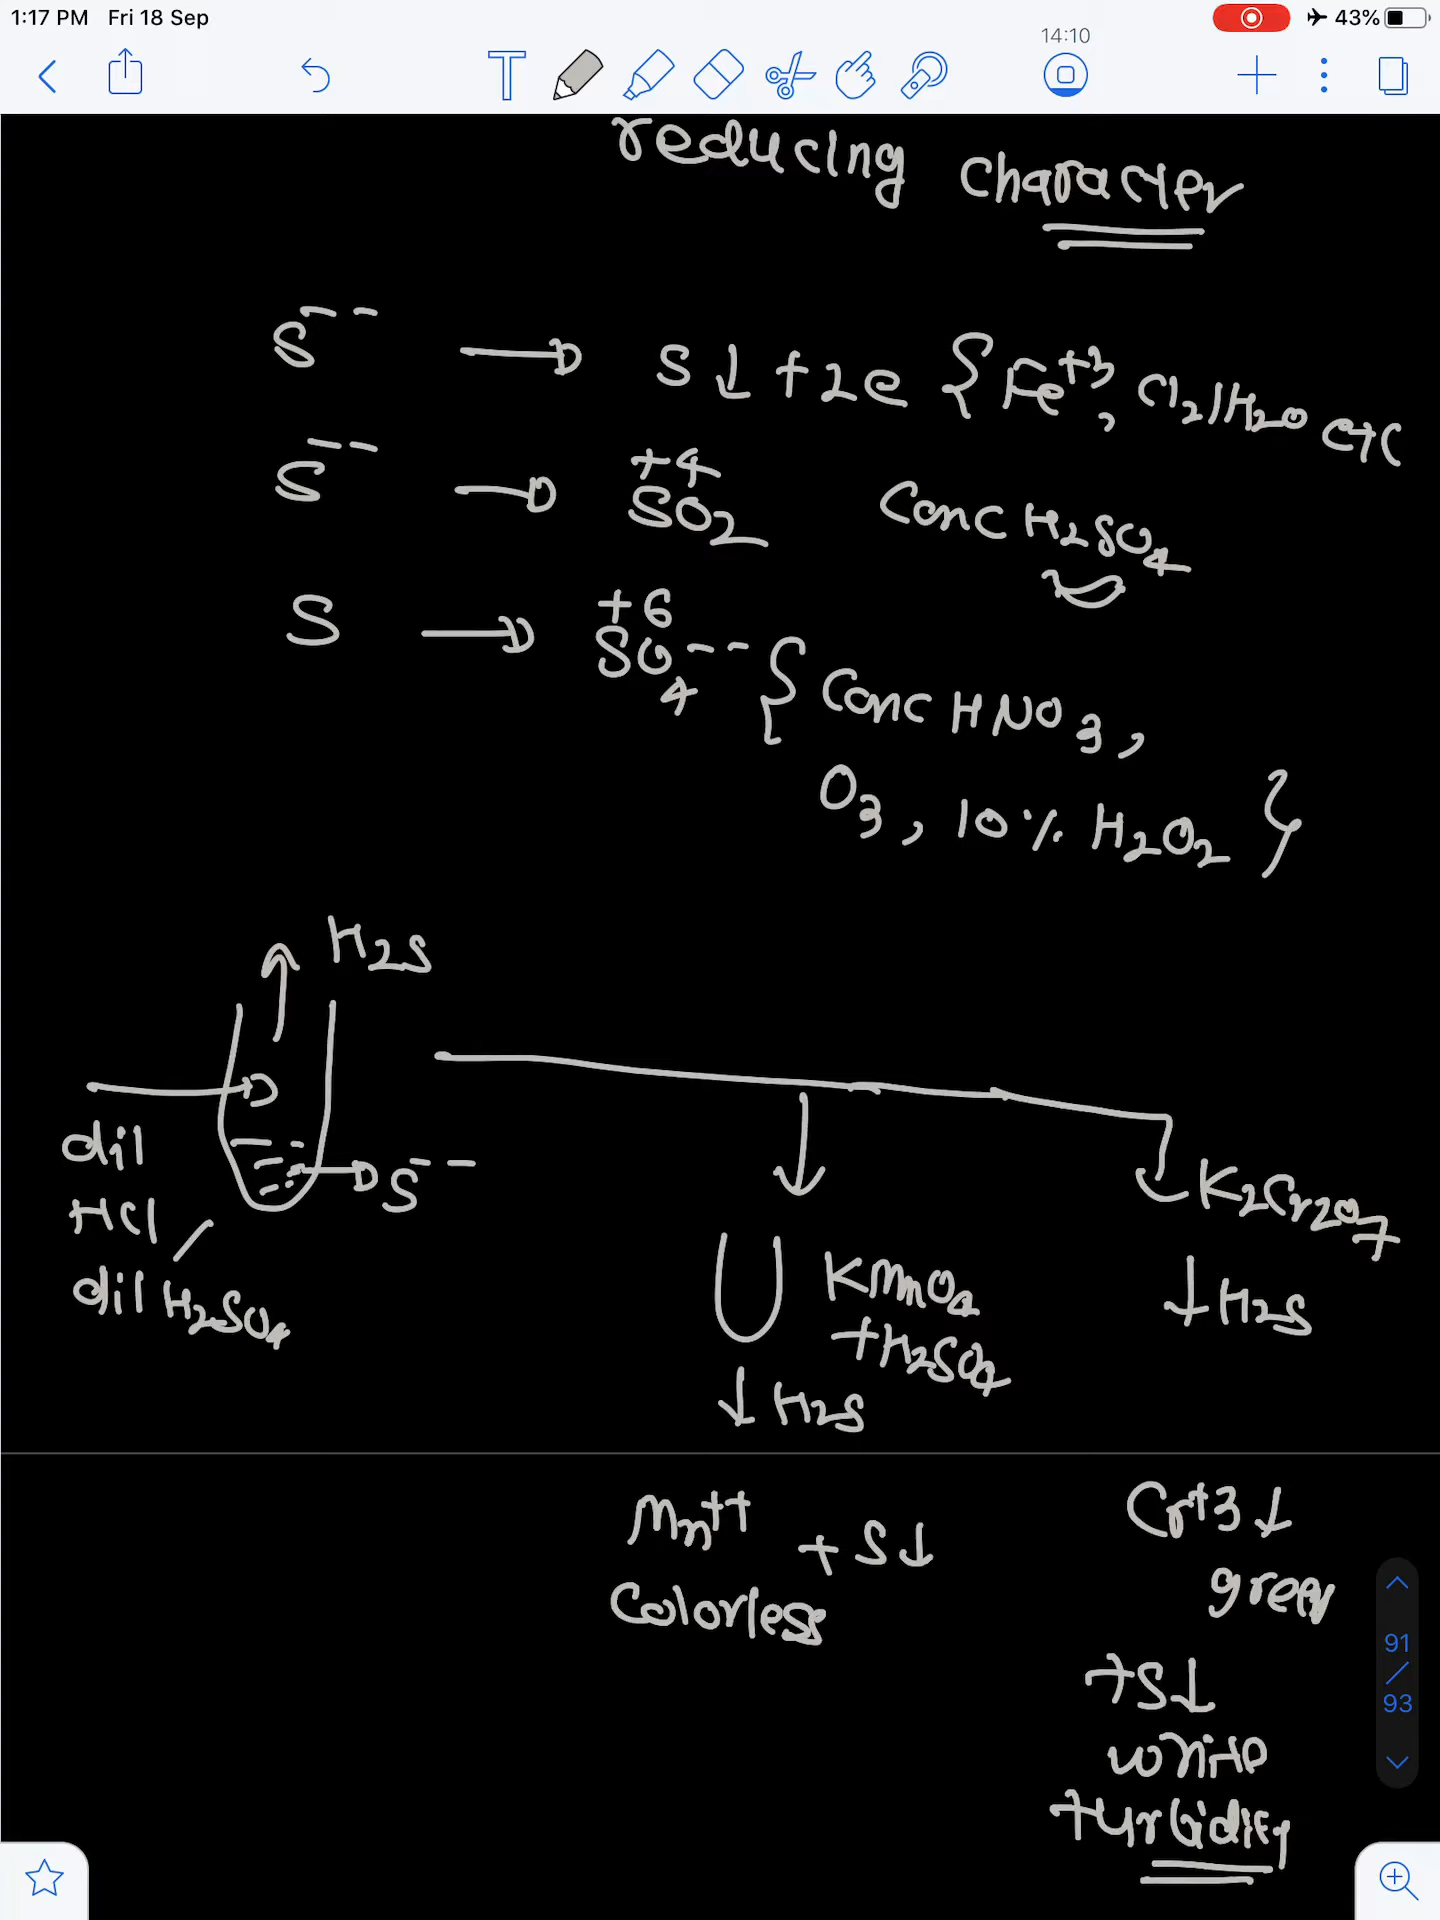 1:17 PM Fri 18 Sep
43%
14:10
T
reducing character
S-- → S↓ + 2e { Fe+3, Cl2/H2O etc
S-- → SO2 conc H2SO4
+4
S → SO4-- { conc HNO3,
+6
O3, 10% H2O2 }
H2S
dil
HCl /
dil H2SO4
S--
K2Cr2O7
KMnO4
+H2SO4
↓ H2S
↓ H2S
Mn++ + S↓
Colorless
Cr+3 ↓
green
+S↓
white
turbidity
91
/
93